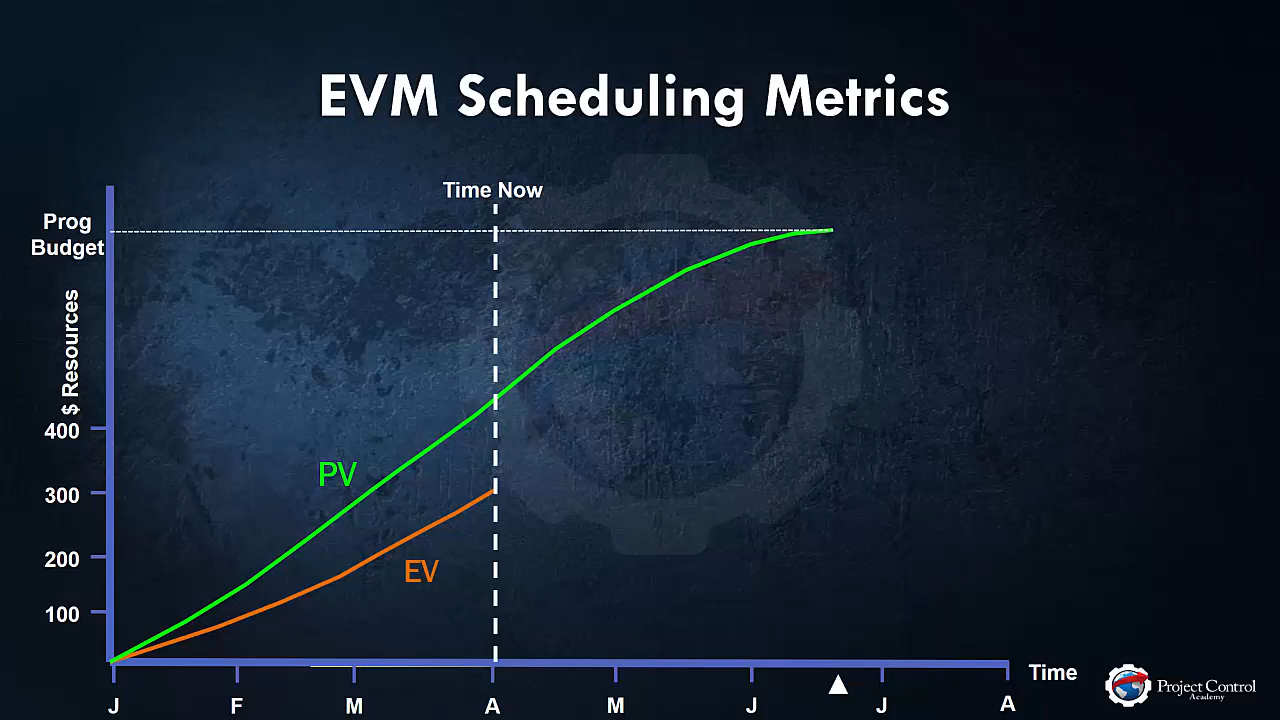 EVM Scheduling Metrics
Time Now
Prog
Budget
$ Resources
400
300
200
100
PV
EV
J F M A M J J A
Time
Project Control
Academy